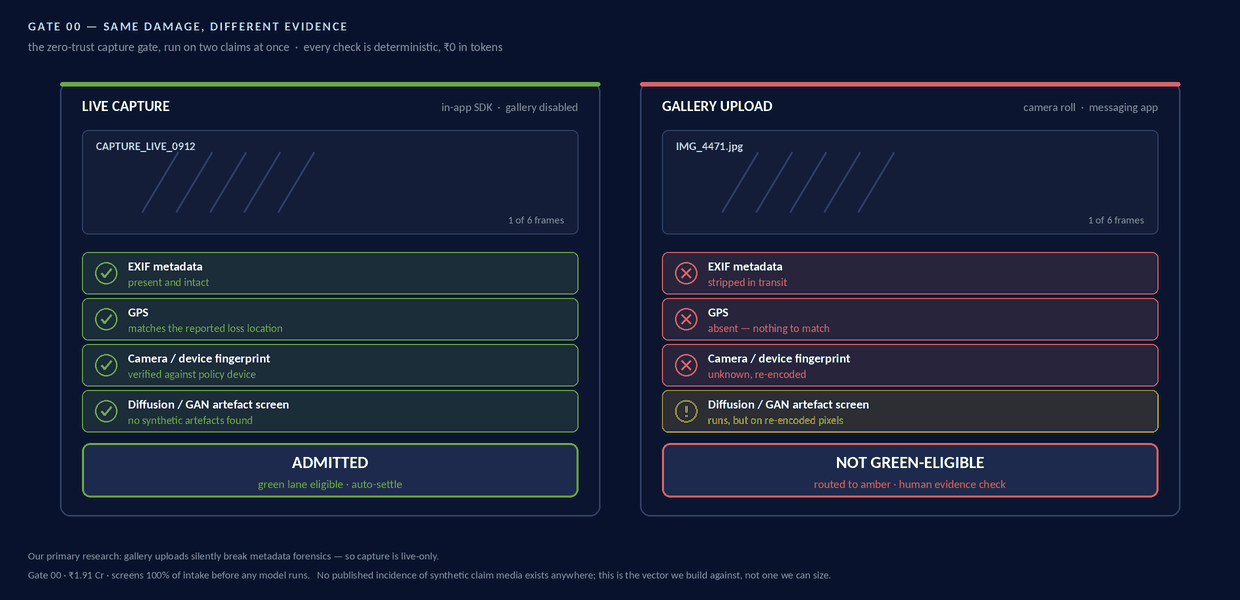 GATE 00 — SAME DAMAGE, DIFFERENT EVIDENCE
the zero-trust capture gate, run on two claims at once · every check is deterministic, ₹0 in tokens
LIVE CAPTURE
in-app SDK · gallery disabled
CAPTURE_LIVE_0912
1 of 6 frames
EXIF metadata
present and intact
GPS
matches the reported loss location
Camera / device fingerprint
verified against policy device
Diffusion / GAN artefact screen
no synthetic artefacts found
ADMITTED
green lane eligible · auto-settle
GALLERY UPLOAD
camera roll · messaging app
IMG_4471.jpg
1 of 6 frames
EXIF metadata
stripped in transit
GPS
absent — nothing to match
Camera / device fingerprint
unknown, re-encoded
Diffusion / GAN artefact screen
runs, but on re-encoded pixels
NOT GREEN-ELIGIBLE
routed to amber · human evidence check
Our primary research: gallery uploads silently break metadata forensics — so capture is live-only.
Gate 00 · ₹1.91 Cr · screens 100% of intake before any model runs. No published incidence of synthetic claim media exists anywhere; this is the vector we build against, not one we can size.